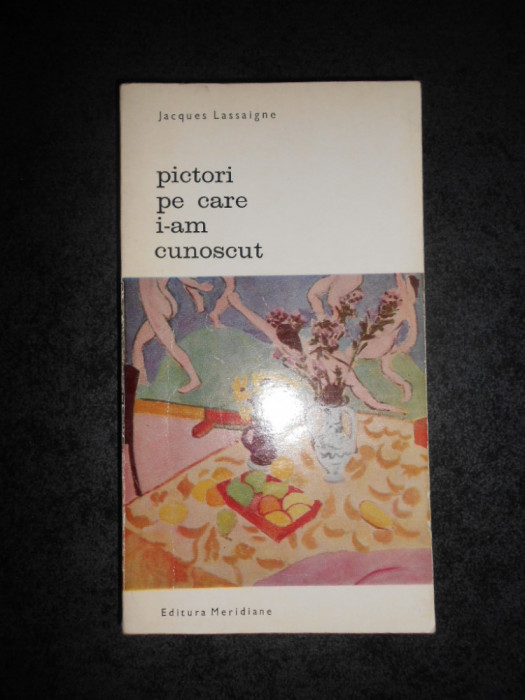 Jacques Lassaigne
pictori
pe care
i-am
cunoscut
Editura Meridiane